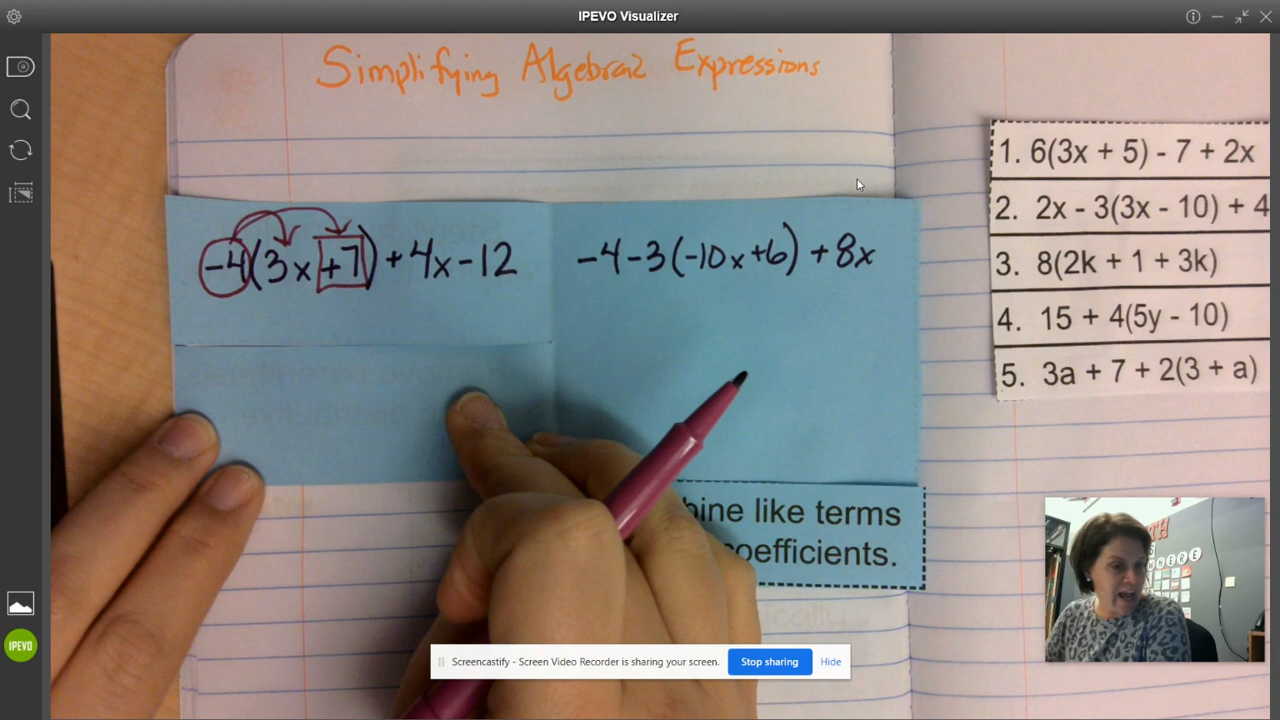 IPEVO Visualizer
Simplifying Algebraic Expressions
-4(3x +7) + 4x - 12
-4 - 3(-10x + 6) + 8x
1. 6(3x + 5) - 7 + 2x
2. 2x - 3(3x - 10) + 4
3. 8(2k + 1 + 3k)
4. 15 + 4(5y - 10)
5. 3a + 7 + 2(3 + a)
like terms
coefficients.
TH
WHERE
IPEVO
Screencastify - Screen Video Recorder is sharing your screen.
Stop sharing
Hide